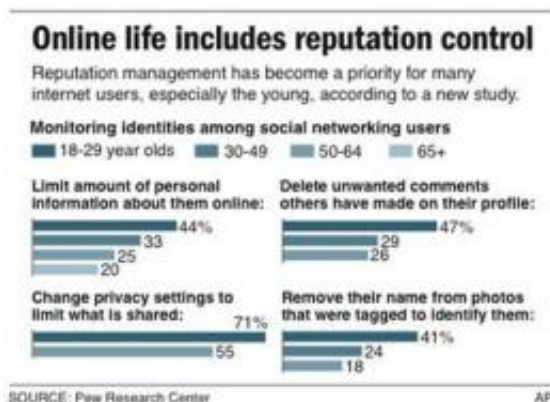 Online life includes reputation control
Reputation management has become a priority for many
internet users, especially the young, according to a new study.
Monitoring identities among social networking users
18-29 year olds 30-49 50-64 65+
Limit amount of personal
information about them online:
44%
33
25
20
Delete unwanted comments
others have made on their profile:
47%
29
26
Change privacy settings to
limit what is shared:
71%
55
Remove their name from photos
that were tagged to identify them:
41%
24
18
SOURCE: Pew Research Center AP